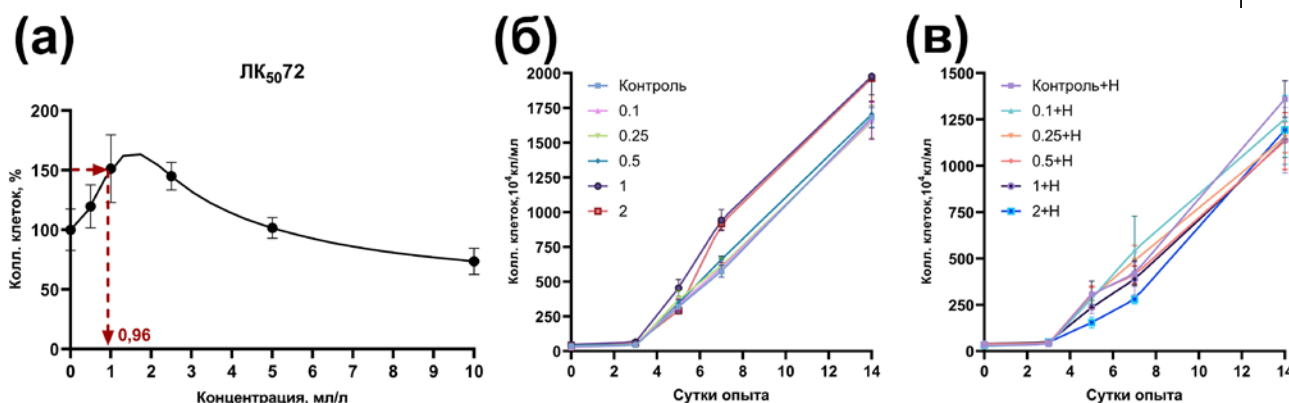 (а)
ЛК₅₀72
Колл. клеток, %
200
150
100
50
0
0,96
0 1 2 3 4 5 6 7 8 9 10
Концентрация, мл/л
(б)
Колл. клеток,10⁴кл/мл
2000
1750
1500
1250
1000
750
500
250
0
Контроль
0.1
0.25
0.5
1
2
0 2 4 6 8 10 12 14
Сутки опыта
(в)
Колл. клеток,10⁴кл/мл
1500
1250
1000
750
500
250
0
Контроль+Н
0.1+Н
0.25+Н
0.5+Н
1+Н
2+Н
0 2 4 6 8 10 12 14
Сутки опыта